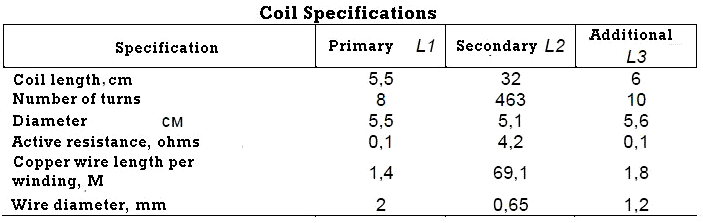 Coil Specifications
Specification Primary L1 Secondary L2 Additional L3
Coil length, cm 5,5 32 6
Number of turns 8 463 10
Diameter см 5,5 5,1 5,6
Active resistance, ohms 0,1 4,2 0,1
Copper wire length per
winding, M 1,4 69,1 1,8
Wire diameter, mm 2 0,65 1,2